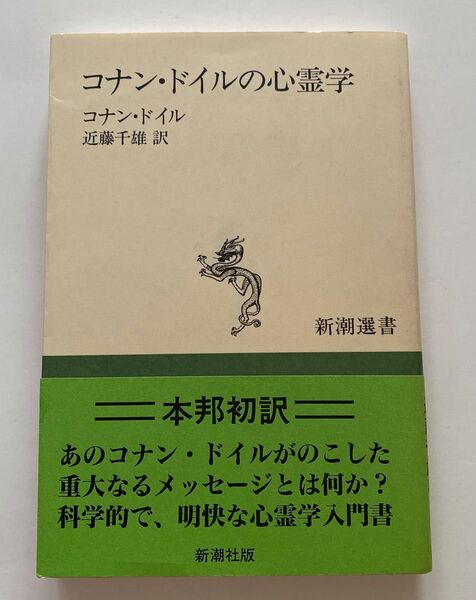 コナン・ドイルの心霊学
コナン・ドイル
近藤千雄 訳
新潮選書
本邦初訳
あのコナン・ドイルがのこした
重大なるメッセージとは何か?
科学的で、明快な心霊学入門書
新潮社版